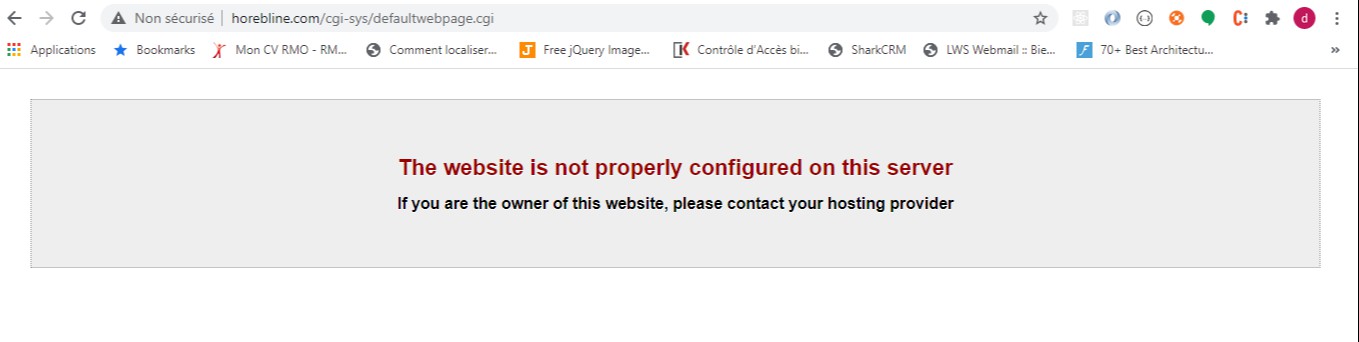 Non sécurisé | horebline.com/cgi-sys/defaultwebpage.cgi d
Applications Bookmarks Mon CV RMO - RM... Comment localiser... J Free jQuery Image... Contrôle d'Accès bi... SharkCRM LWS Webmail :: Bie... F 70+ Best Architectu... »
The website is not properly configured on this server
If you are the owner of this website, please contact your hosting provider